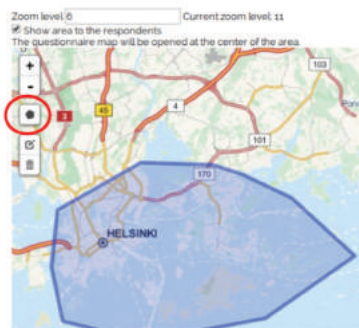 Zoom level 6 Current zoom level: 11
Show area to the respondents
The questionnaire map will be opened at the center of the area.
+
-
103
45
4
3
101
170
HELSINKI